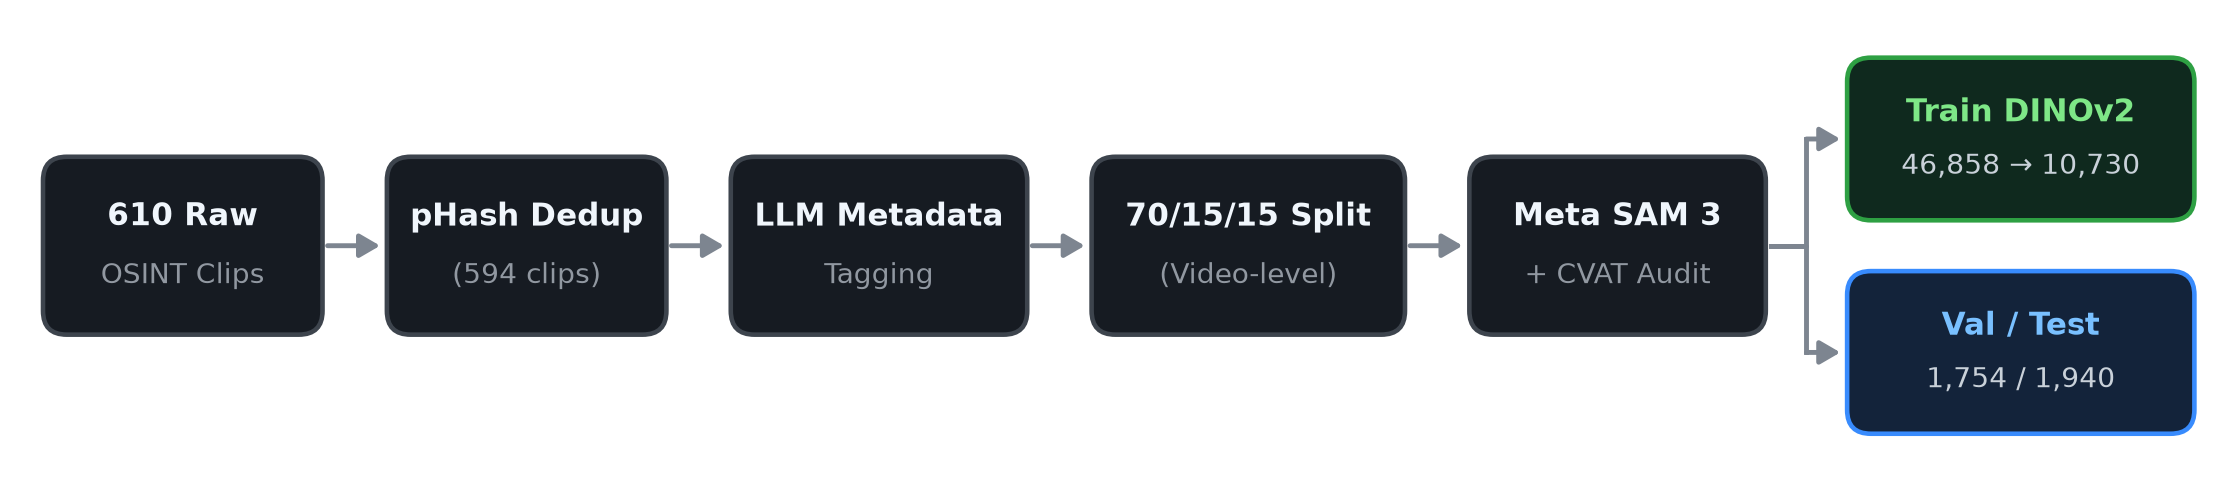 610 Raw
OSINT Clips
pHash Dedup
(594 clips)
LLM Metadata
Tagging
70/15/15 Split
(Video-level)
Meta SAM 3
+ CVAT Audit
Train DINOv2
46,858 → 10,730
Val / Test
1,754 / 1,940